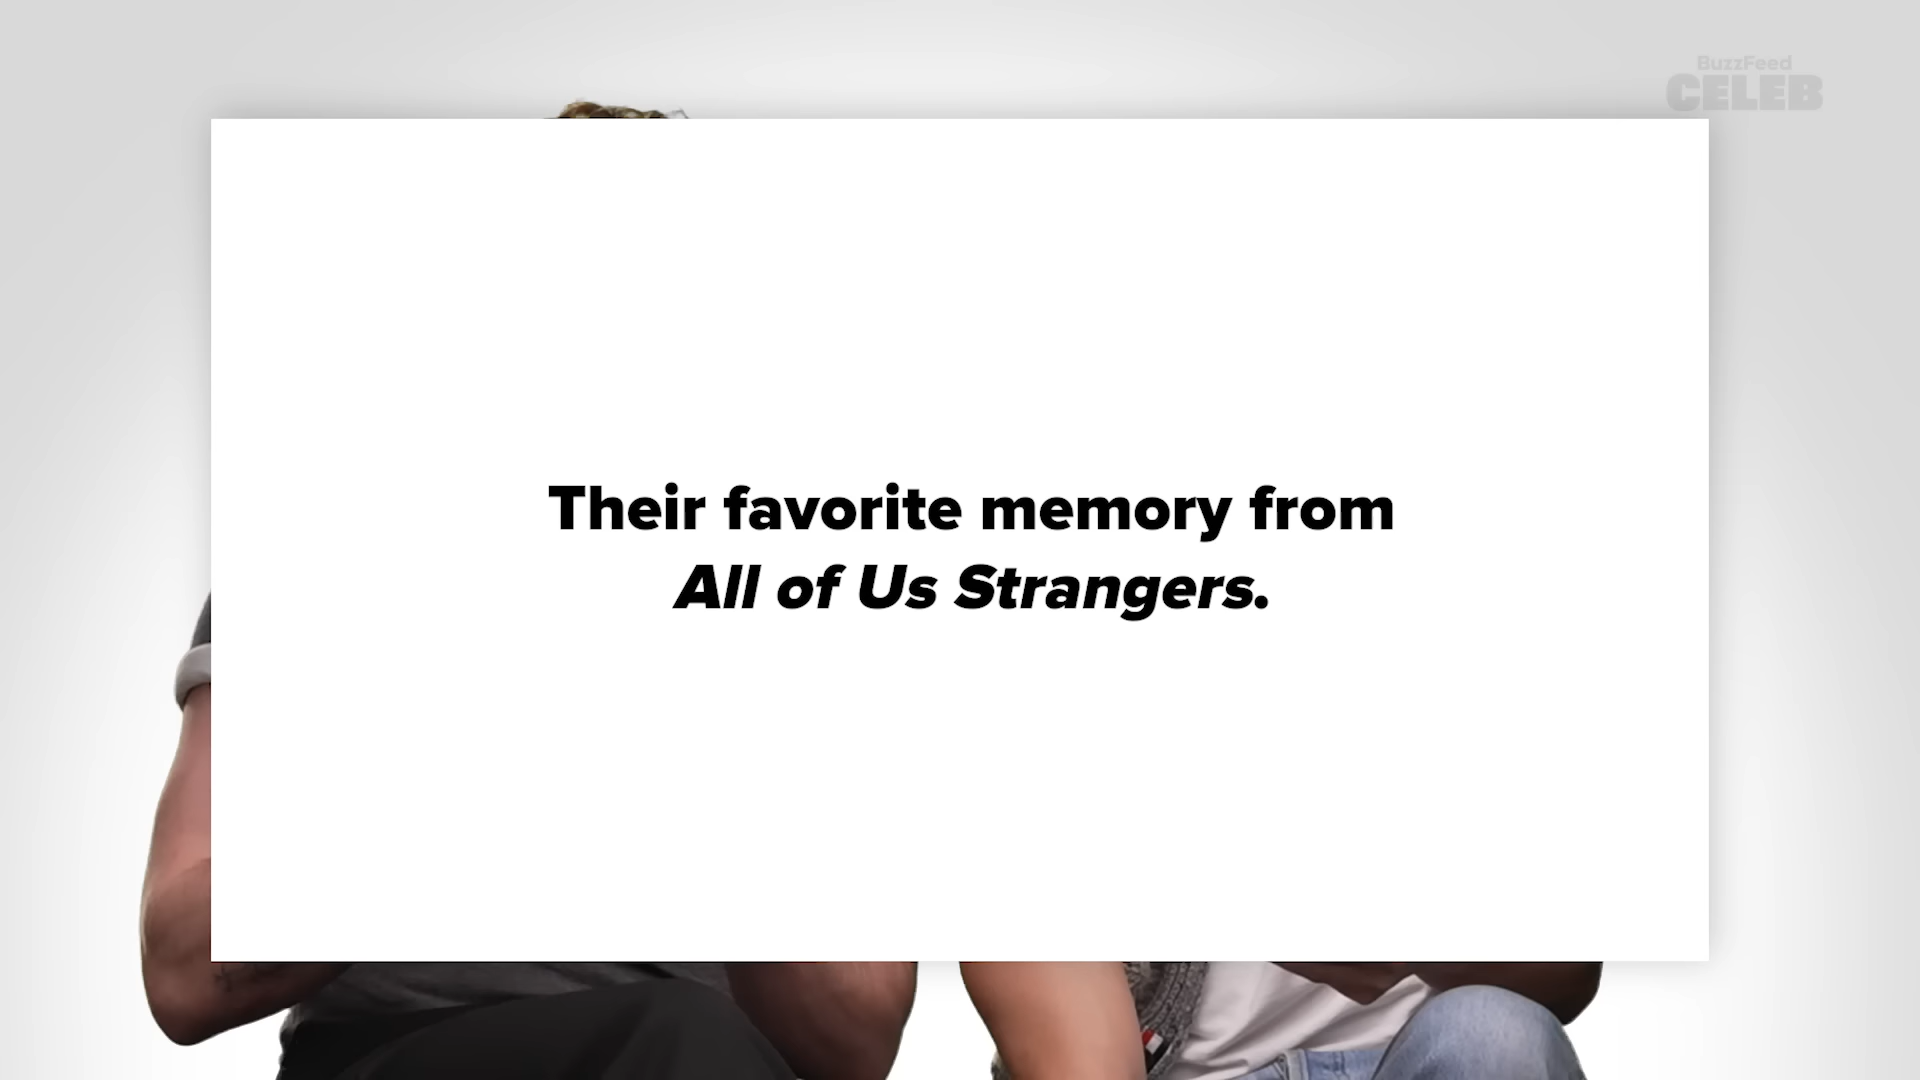 BuzzFeed
CELEB
Their favorite memory from
All of Us Strangers.